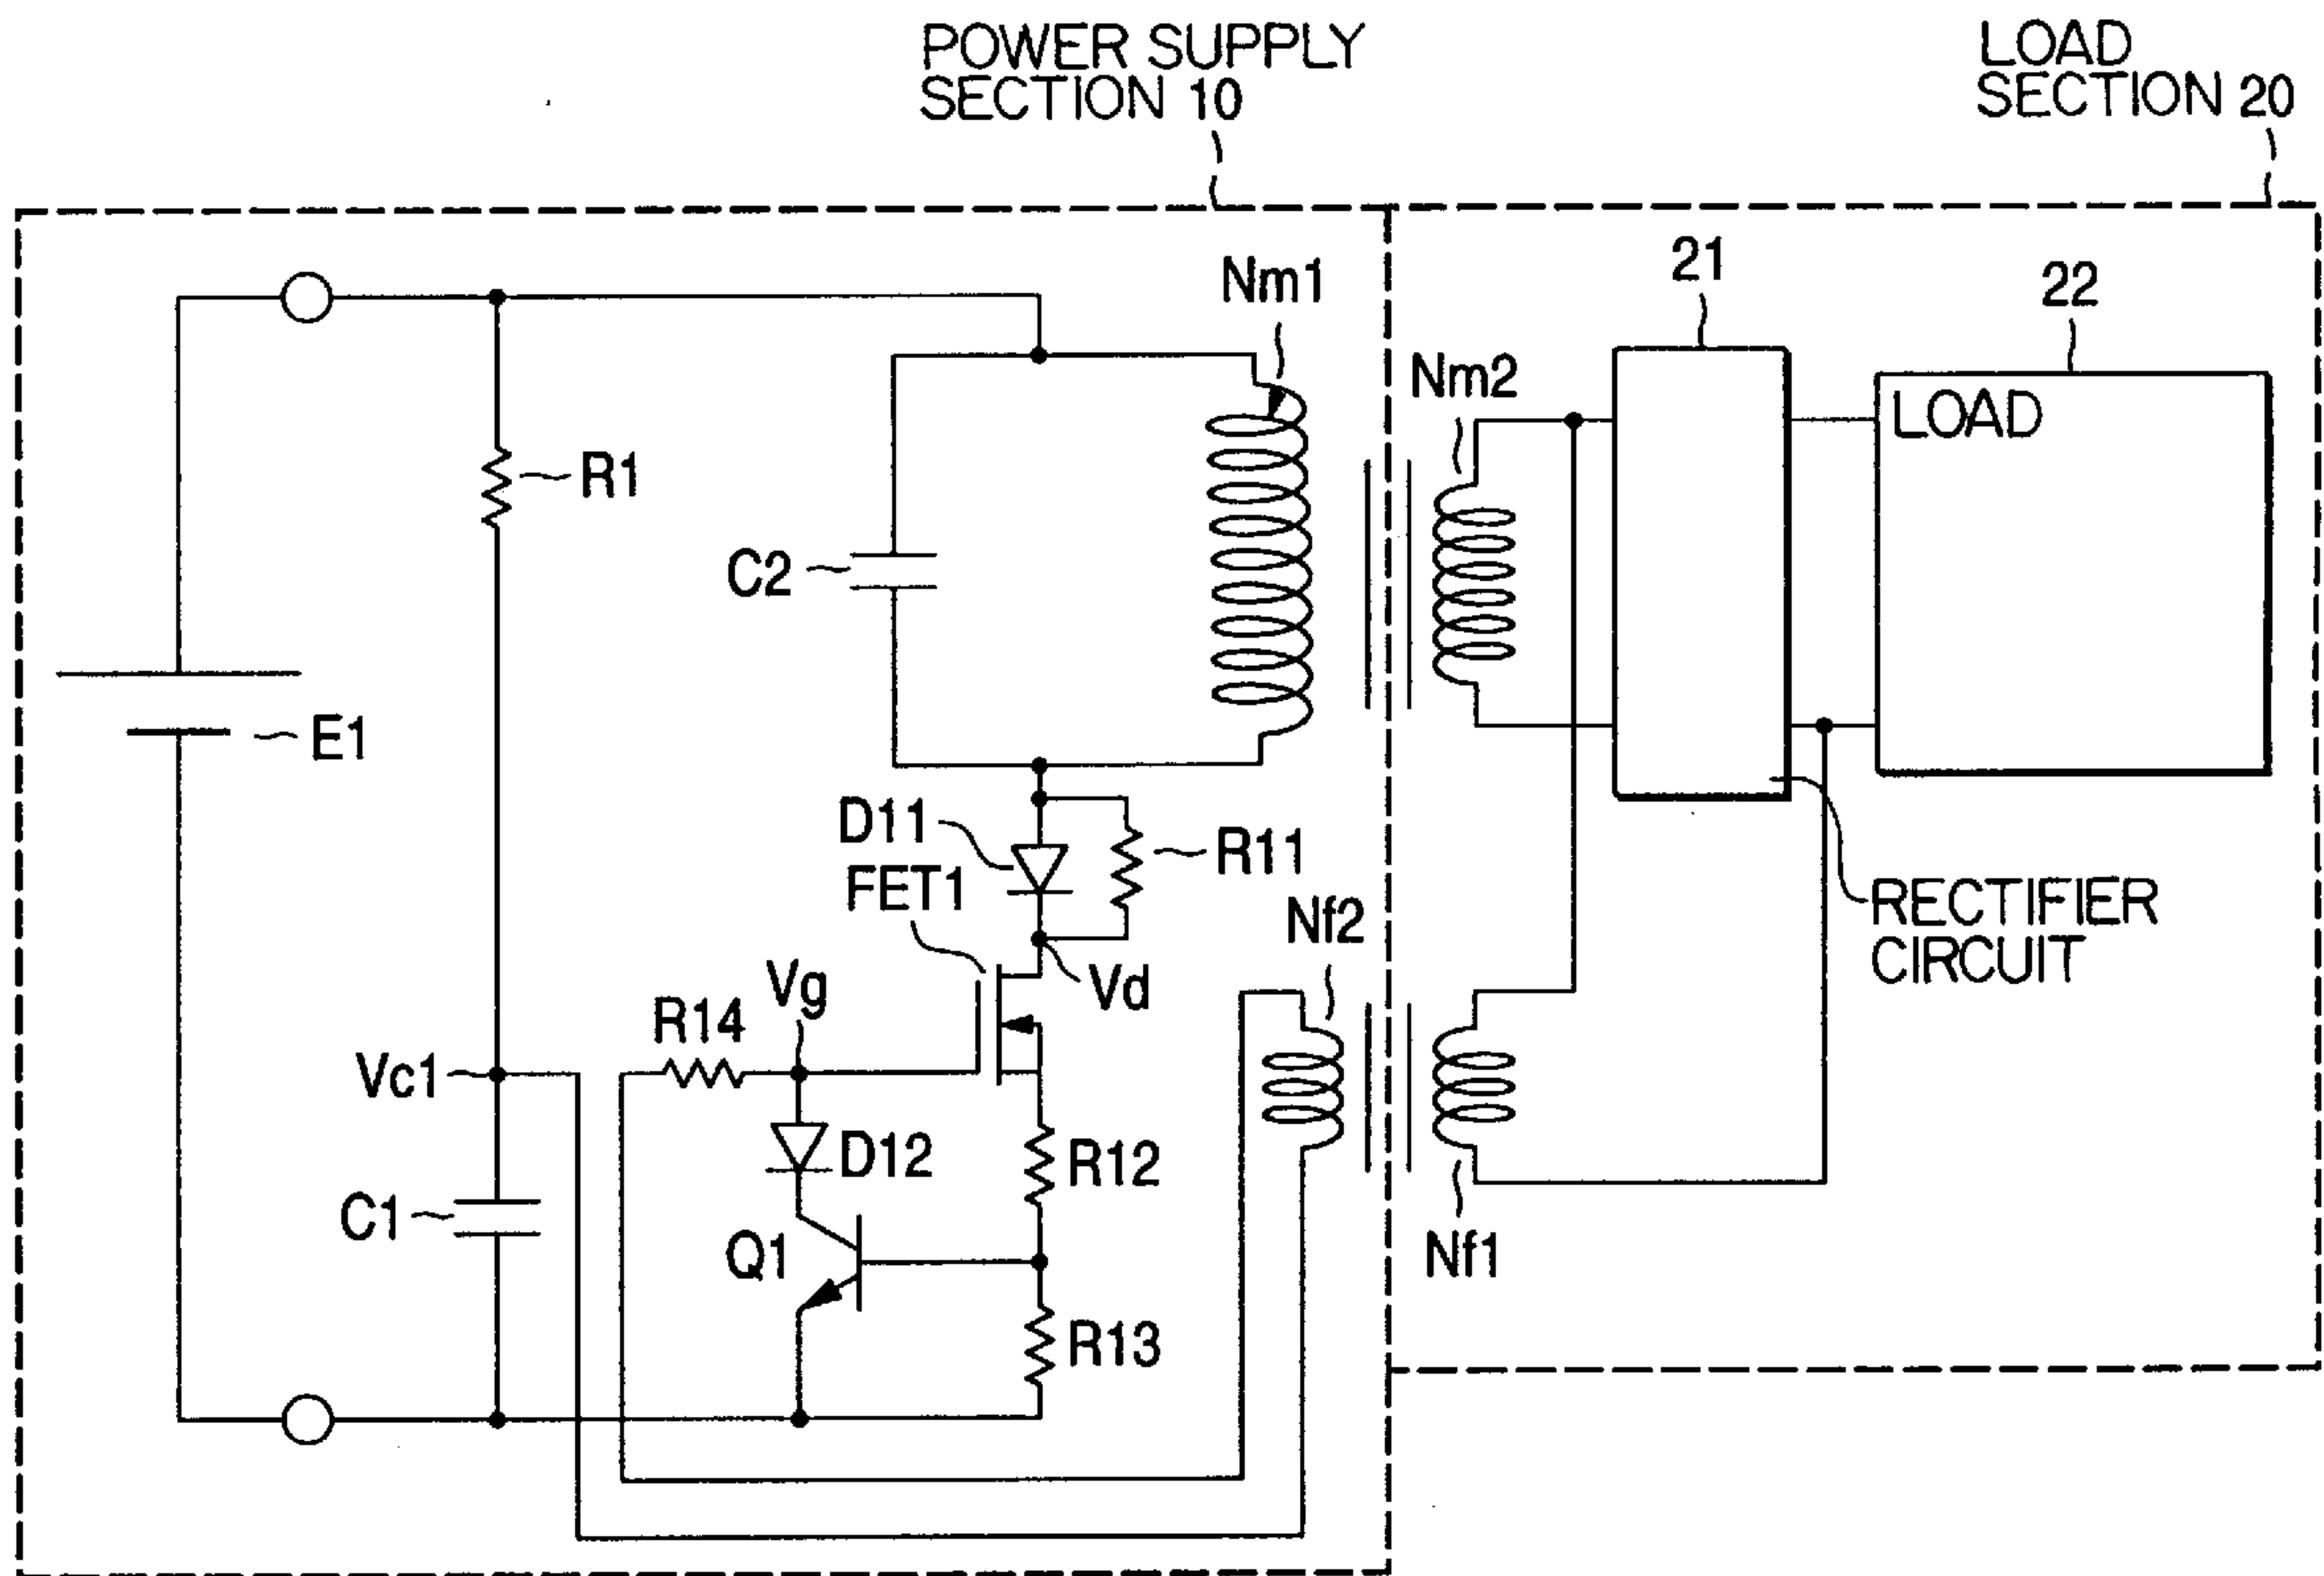 POWER SUPPLY
SECTION 10
LOAD
SECTION 20
21
22
Nm1
Nm2
LOAD
R1
C2
E1
D11
R11
FET1
Nf2
RECTIFIER
CIRCUIT
Vg
Vd
R14
Vc1
D12
R12
C1
Q1
Nf1
R13